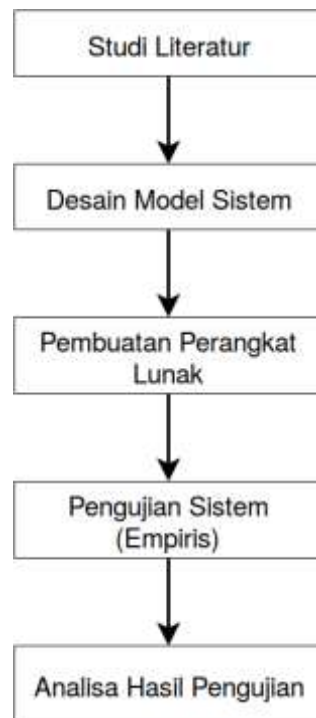 Studi Literatur
Desain Model Sistem
Pembuatan Perangkat
Lunak
Pengujian Sistem
(Empiris)
Analisa Hasil Pengujian